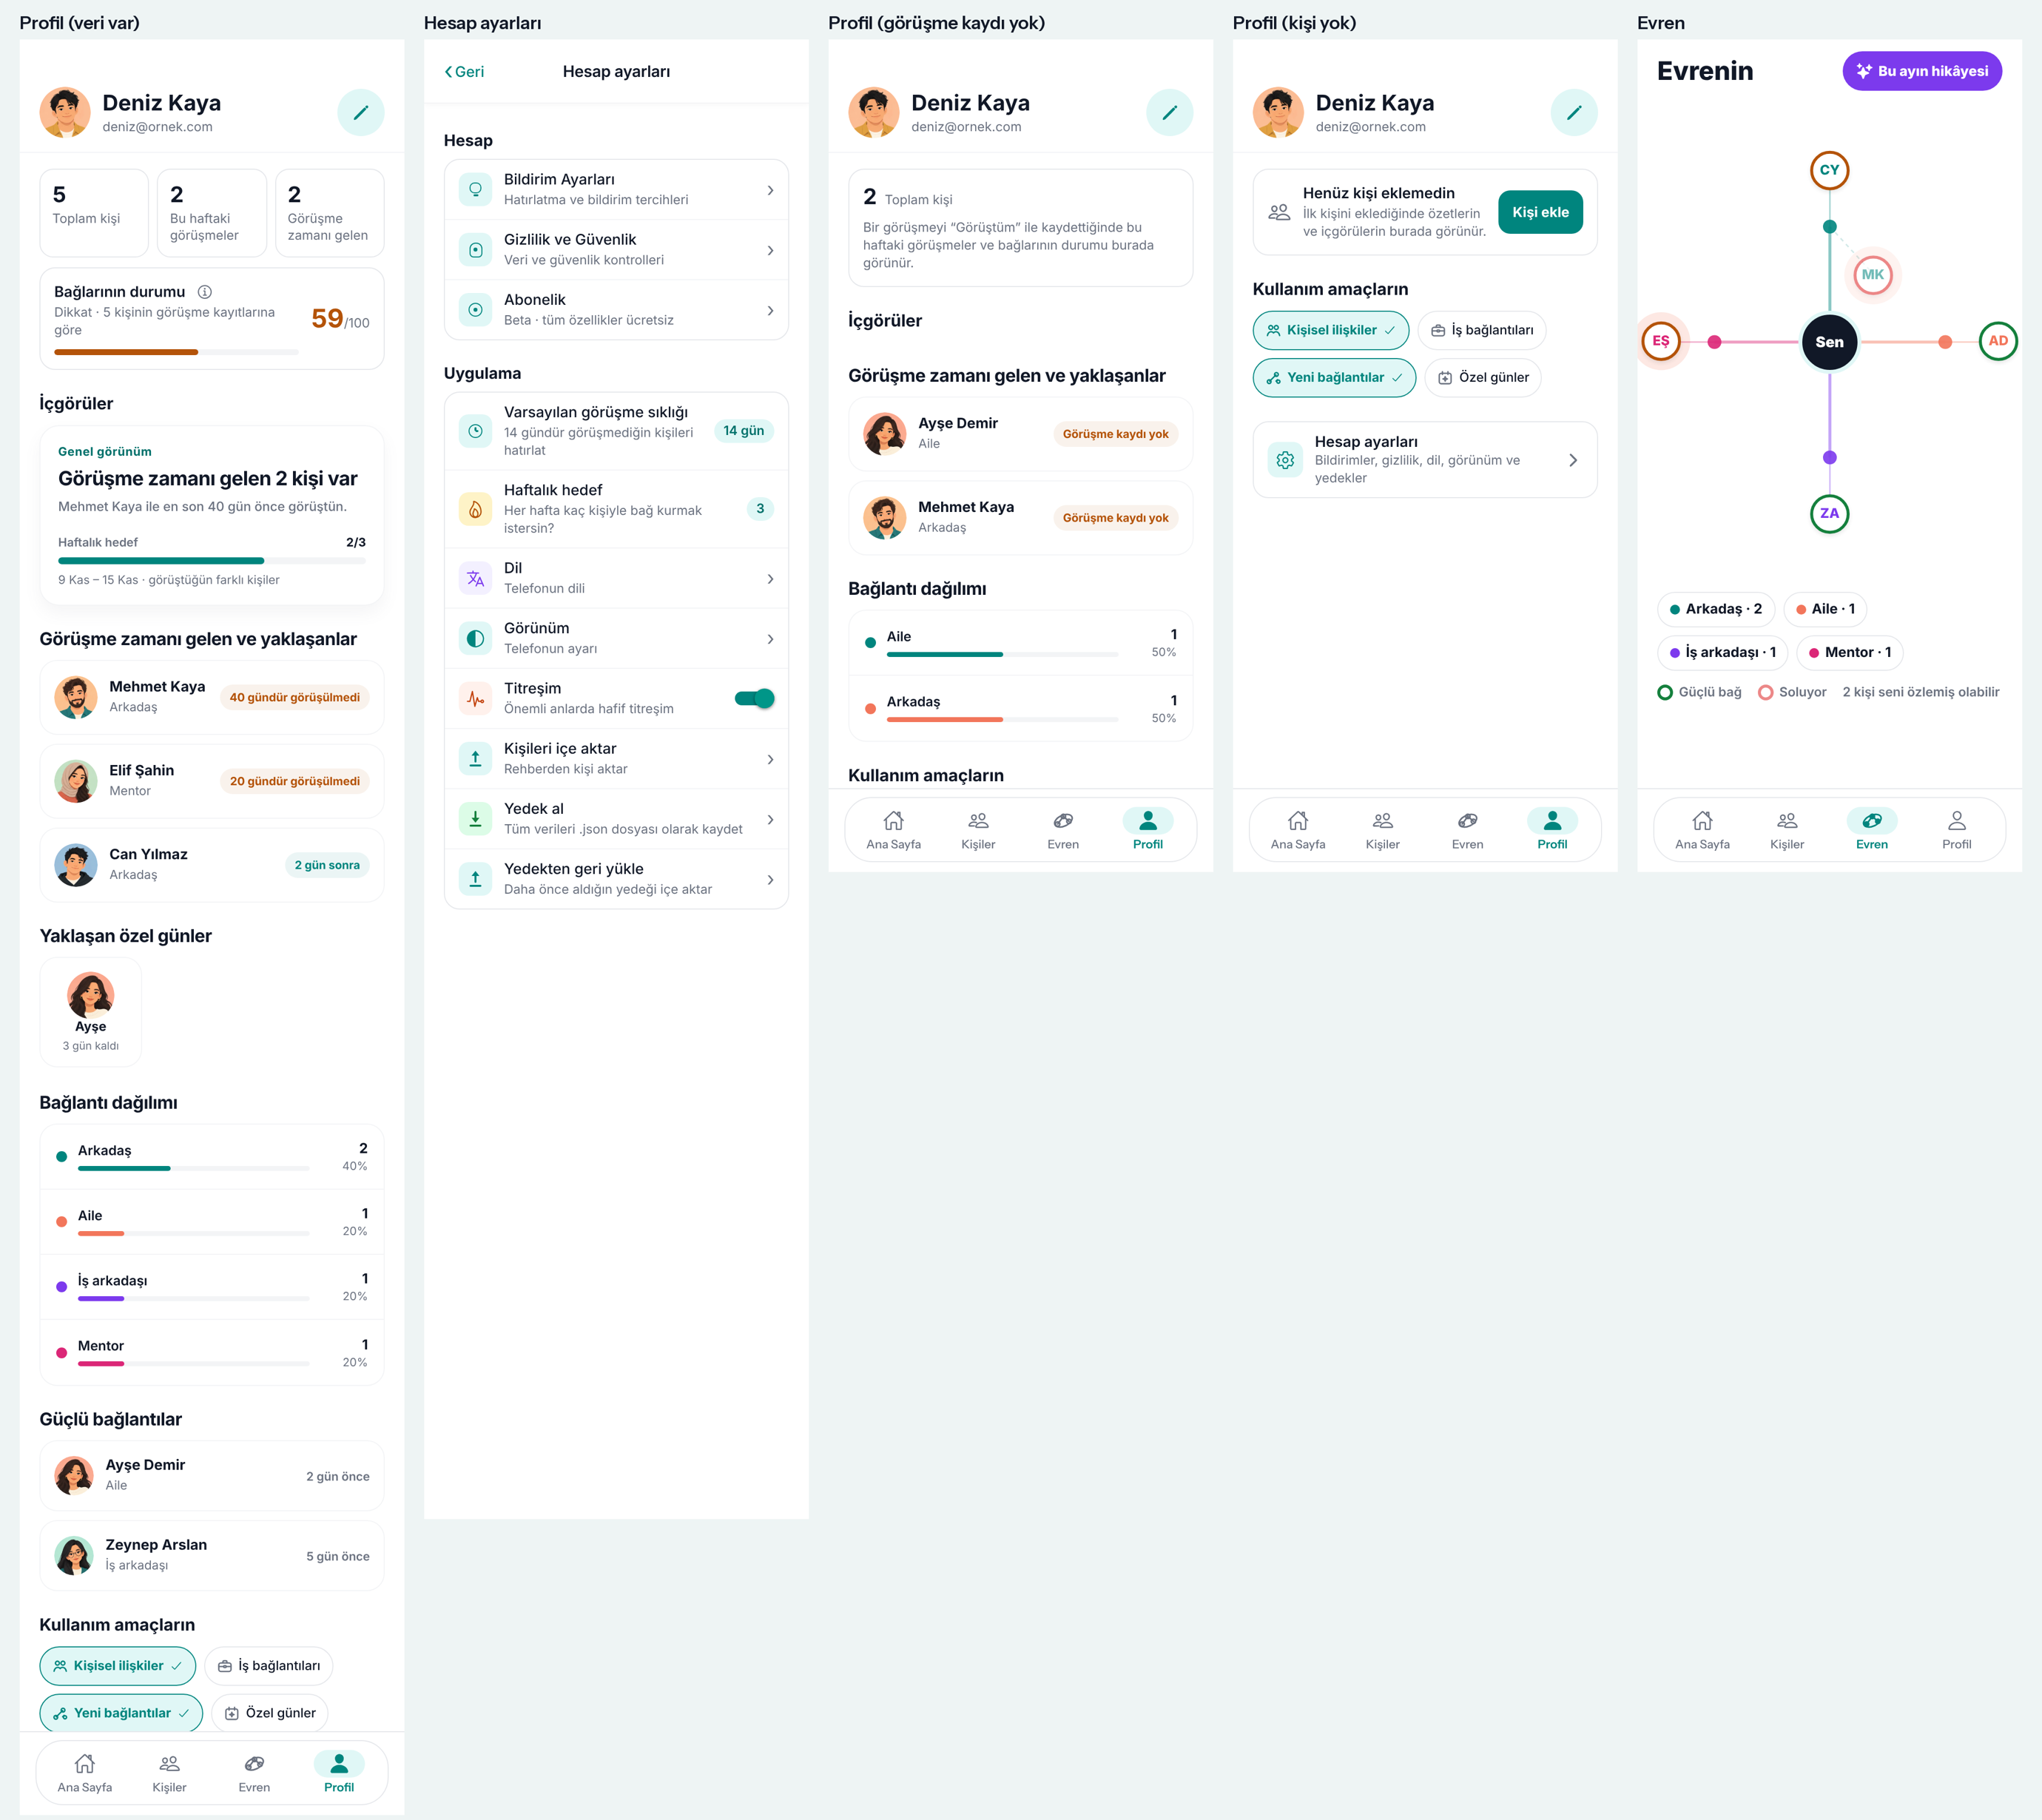 Profil (veri var)
Deniz Kaya
deniz@ornek.com
5
Toplam kişi
2
Bu haftaki
görüşmeler
2
Görüşme
zamanı gelen
Bağlarının durumu
Dikkat · 5 kişinin görüşme kayıtlarına
göre
59/100
İçgörüler
Genel görünüm
Görüşme zamanı gelen 2 kişi var
Mehmet Kaya ile en son 40 gün önce görüştün.
Haftalık hedef 2/3
9 Kas – 15 Kas · görüştüğün farklı kişiler
Görüşme zamanı gelen ve yaklaşanlar
Mehmet Kaya
Arkadaş
40 gündür görüşülmedi
Elif Şahin
Mentor
20 gündür görüşülmedi
Can Yılmaz
Arkadaş
2 gün sonra
Yaklaşan özel günler
Ayşe
3 gün kaldı
Bağlantı dağılımı
Arkadaş
2
40%
Aile
1
20%
İş arkadaşı
1
20%
Mentor
1
20%
Güçlü bağlantılar
Ayşe Demir
Aile
2 gün önce
Zeynep Arslan
İş arkadaşı
5 gün önce
Kullanım amaçların
Kişisel ilişkiler
İş bağlantıları
Yeni bağlantılar
Özel günler
Ana Sayfa
Kişiler
Evren
Profil
Hesap ayarları
Geri
Hesap ayarları
Hesap
Bildirim Ayarları
Hatırlatma ve bildirim tercihleri
Gizlilik ve Güvenlik
Veri ve güvenlik kontrolleri
Abonelik
Beta · tüm özellikler ücretsiz
Uygulama
Varsayılan görüşme sıklığı
14 gündür görüşmediğin kişileri
hatırlat
14 gün
Haftalık hedef
Her hafta kaç kişiyle bağ kurmak
istersin?
3
Dil
Telefonun dili
Görünüm
Telefonun ayarı
Titreşim
Önemli anlarda hafif titreşim
Kişileri içe aktar
Rehberden kişi aktar
Yedek al
Tüm verileri .json dosyası olarak kaydet
Yedekten geri yükle
Daha önce aldığın yedeği içe aktar
Profil (görüşme kaydı yok)
Deniz Kaya
deniz@ornek.com
2 Toplam kişi
Bir görüşmeyi “Görüştüm” ile kaydettiğinde bu
haftaki görüşmeler ve bağlarının durumu burada
görünür.
İçgörüler
Görüşme zamanı gelen ve yaklaşanlar
Ayşe Demir
Aile
Görüşme kaydı yok
Mehmet Kaya
Arkadaş
Görüşme kaydı yok
Bağlantı dağılımı
Aile
1
50%
Arkadaş
1
50%
Kullanım amaçların
Ana Sayfa
Kişiler
Evren
Profil
Profil (kişi yok)
Deniz Kaya
deniz@ornek.com
Henüz kişi eklemedin
İlk kişini eklediğinde özetlerin
ve içgörülerin burada görünür.
Kişi ekle
Kullanım amaçların
Kişisel ilişkiler
İş bağlantıları
Yeni bağlantılar
Özel günler
Hesap ayarları
Bildirimler, gizlilik, dil, görünüm ve
yedekler
Ana Sayfa
Kişiler
Evren
Profil
Evren
Evrenin
Bu ayın hikâyesi
CY
MK
EŞ
Sen
AD
ZA
Arkadaş · 2
Aile · 1
İş arkadaşı · 1
Mentor · 1
Güçlü bağ
Soluyor
2 kişi seni özlemiş olabilir
Ana Sayfa
Kişiler
Evren
Profil